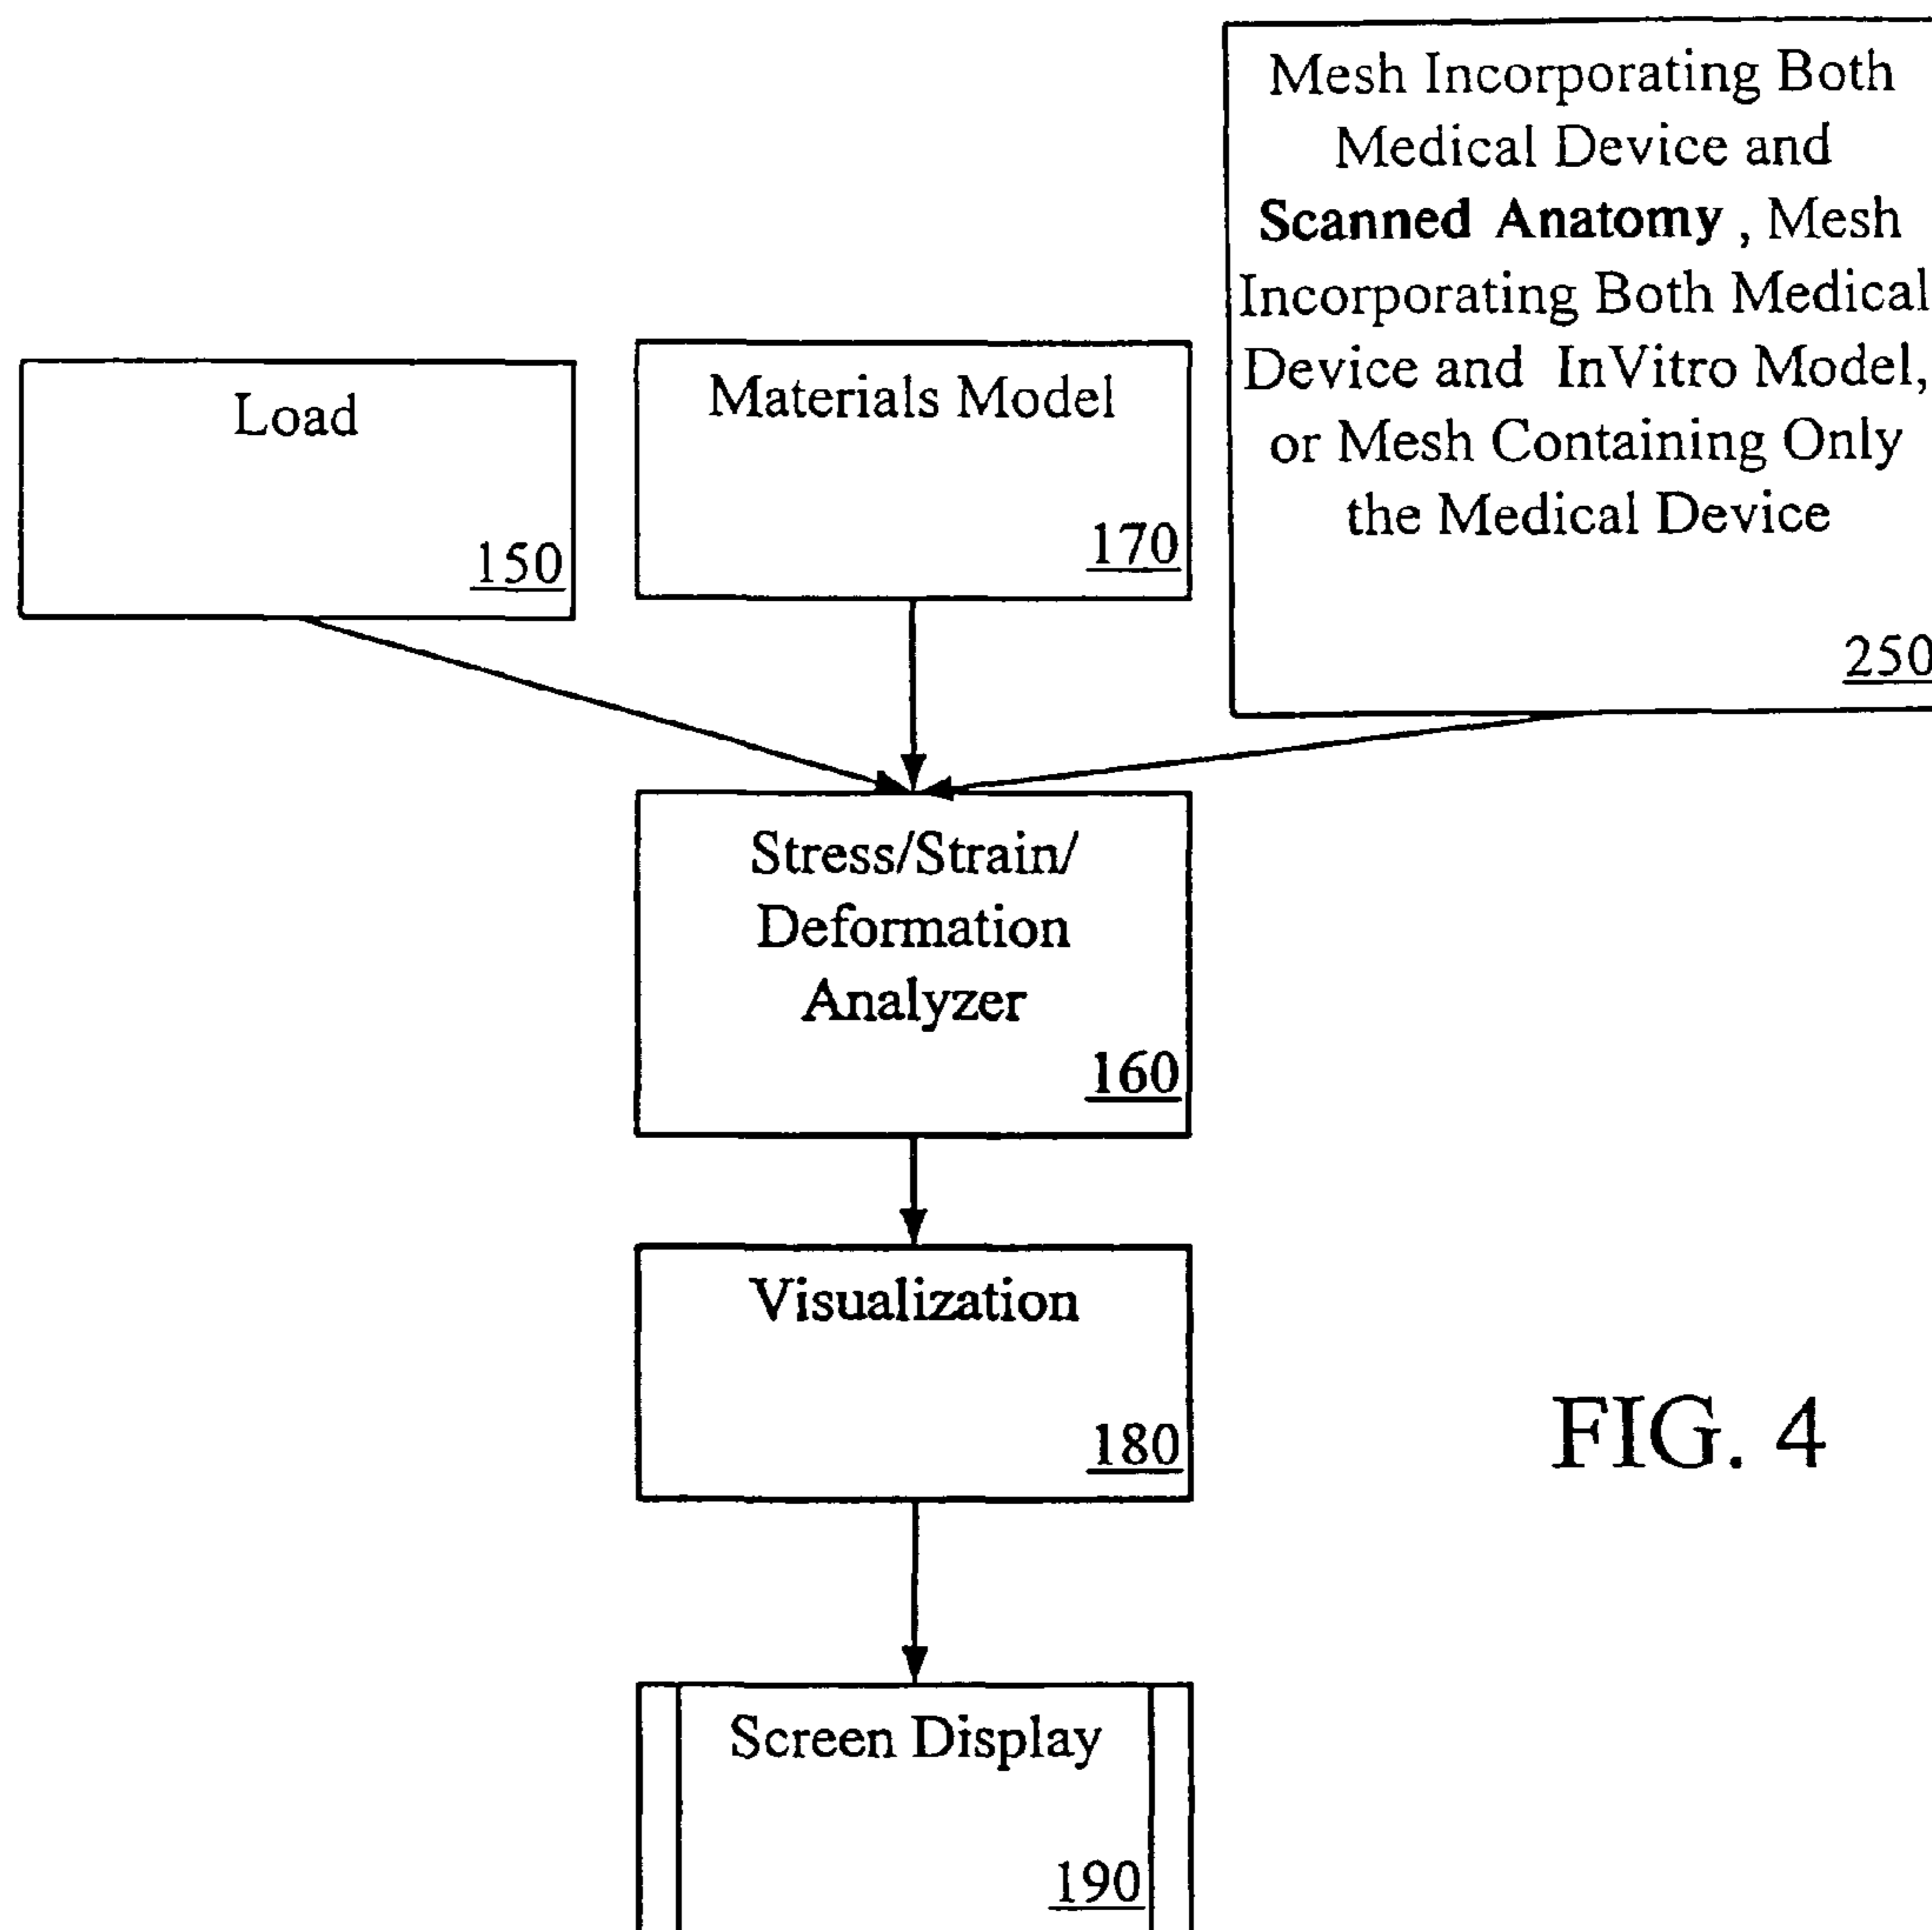 Mesh Incorporating Both
Medical Device and
Scanned Anatomy , Mesh
Incorporating Both Medical
Device and InVitro Model,
or Mesh Containing Only
the Medical Device
250
Load
150
Materials Model
170
Stress/Strain/
Deformation
Analyzer
160
Visualization
180
FIG. 4
Screen Display
190